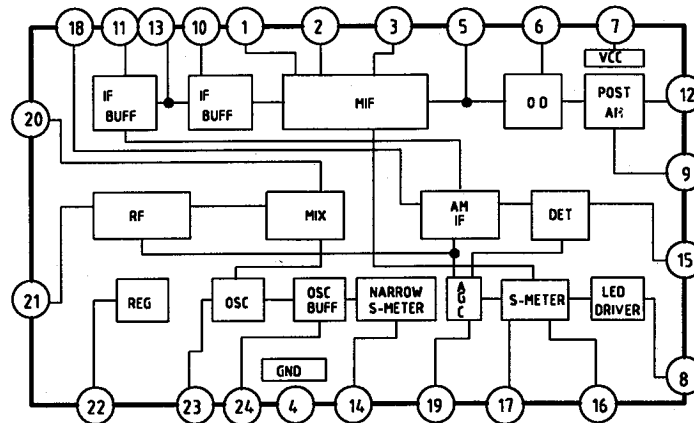 18 11 13 10 1 2 3 5 6 7
VCC
IF
BUFF
IF
BUFF
MIF
POST
12
20
9
RF
MIX
AM
IF
DET
15
21
REG
OSC
OSC
BUFF
NARROW
S-METER
AGC
S-METER
LED
DRIVER
GND
8
22 23 24 4 14 19 17 16